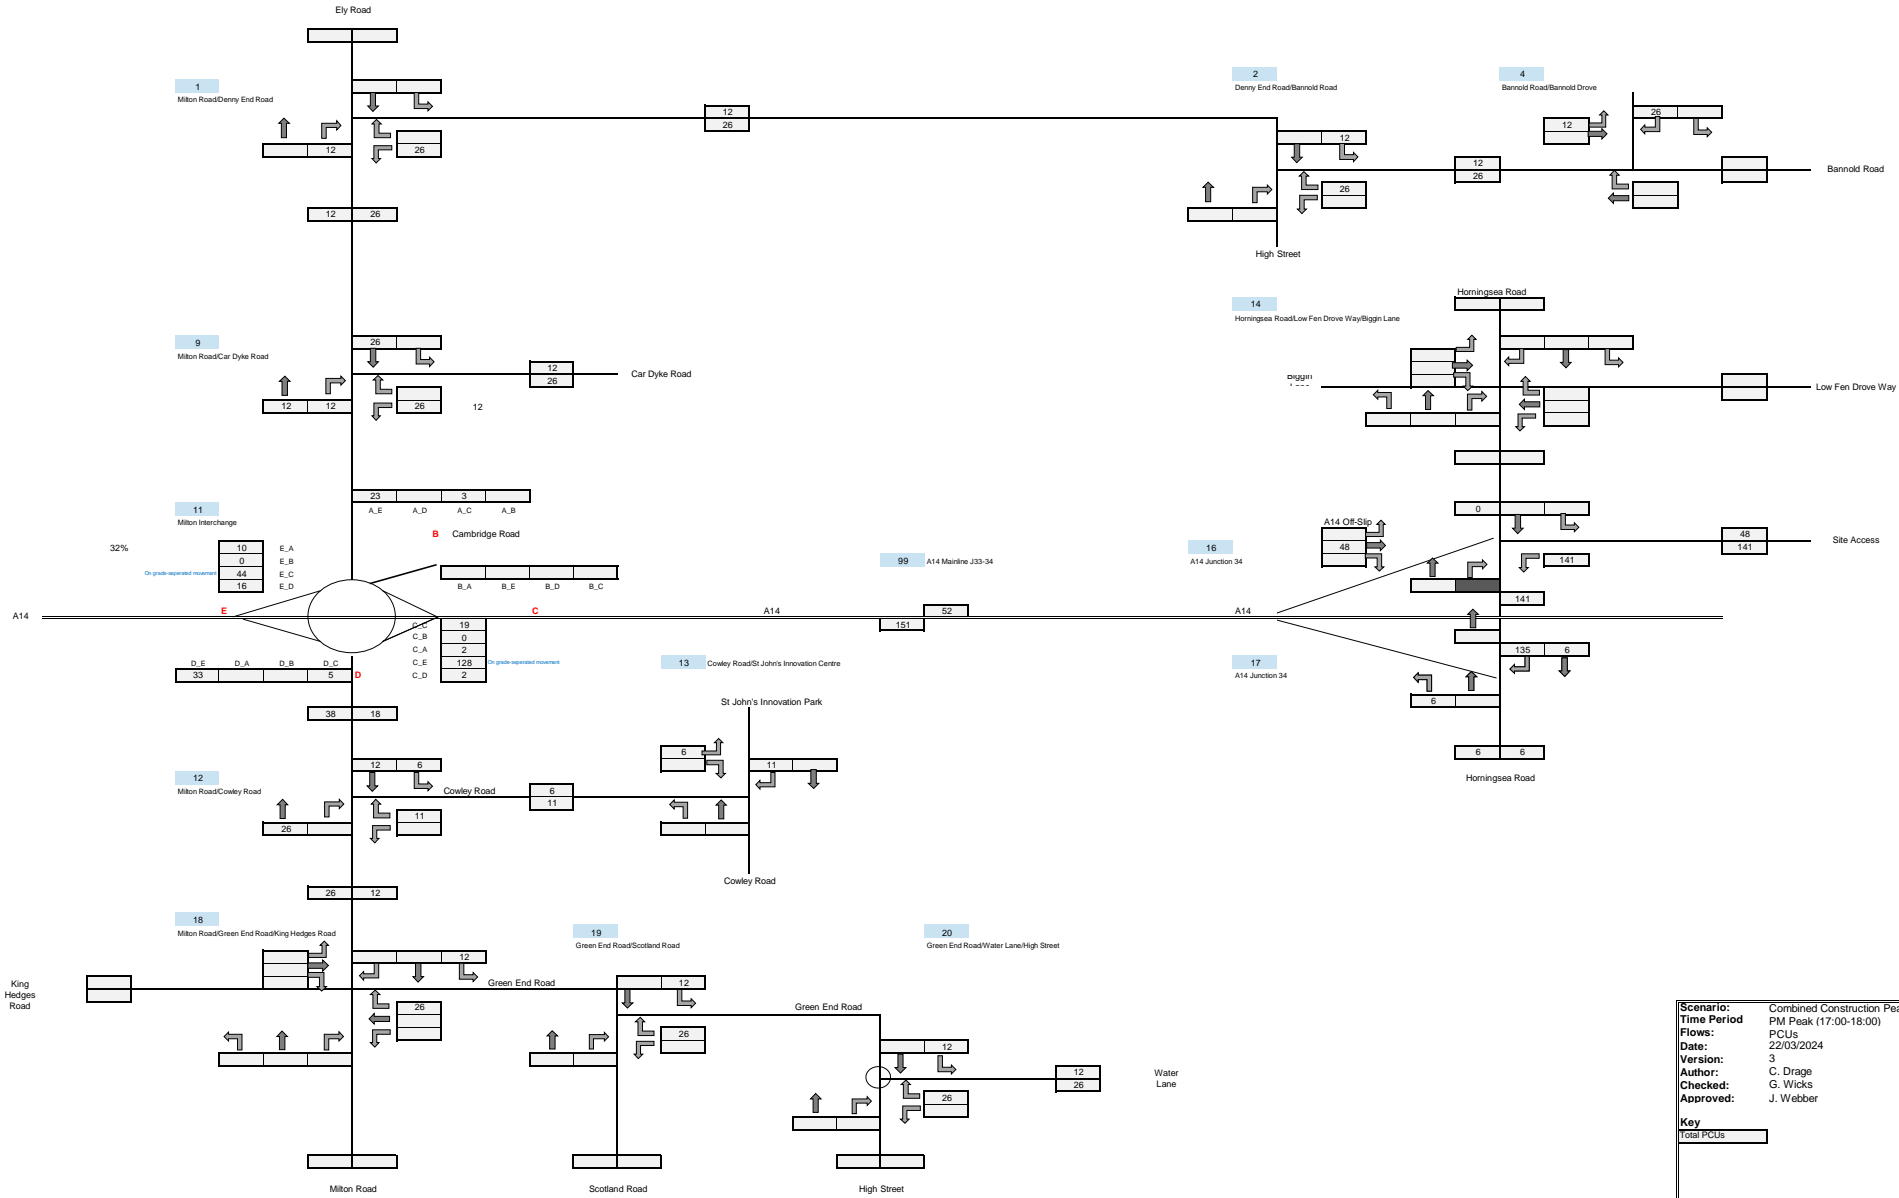 Ely Road
1
Milton Road/Denny End Road
12
26
12
26
12 26
2
Denny End Road/Bannold Road
12
26
High Street
12
26
4
Bannold Road/Bannold Drove
26
12
Bannold Road
9
Milton Road/Car Dyke Road
26
12 12
26
12
12
26
Car Dyke Road
14
Horningsea Road/Low Fen Drove Way/Biggin Lane
Horningsea Road
Low Fen Drove Way
23 3
A_E A_D A_C A_B
11
Milton Interchange
B Cambridge Road
32%
10 E_A
0 E_B
On grade-seperated movement 44 E_C
16 E_D
B_A B_E B_D B_C
A14
E
C
A14
A14
C_C 19
C_B 0
C_A 2
C_E 128 On grade-seperated movement
C_D 2
D_E D_A D_B D_C
33 5 D
38 18
99 A14 Mainline J33-34
52
151
16
A14 Junction 34
A14 Off-Slip
48
0
141
141
48
141
Site Access
17
A14 Junction 34
135 6
6
6 6
Horningsea Road
13 Cowley Road/St John's Innovation Centre
St John's Innovation Park
6
11
Cowley Road
12
Milton Road/Cowley Road
12 6
Cowley Road
6
11
26
11
26 12
18
Milton Road/Green End Road/King Hedges Road
12
Green End Road
26
King
Hedges
Road
Milton Road
19
Green End Road/Scotland Road
12
26
Scotland Road
20
Green End Road/Water Lane/High Street
Green End Road
12
26
12
26
Water
Lane
High Street
Scenario: Combined Construction Pea
Time Period PM Peak (17:00-18:00)
Flows: PCUs
Date: 22/03/2024
Version: 3
Author: C. Drage
Checked: G. Wicks
Approved: J. Webber
Key
Total PCUs